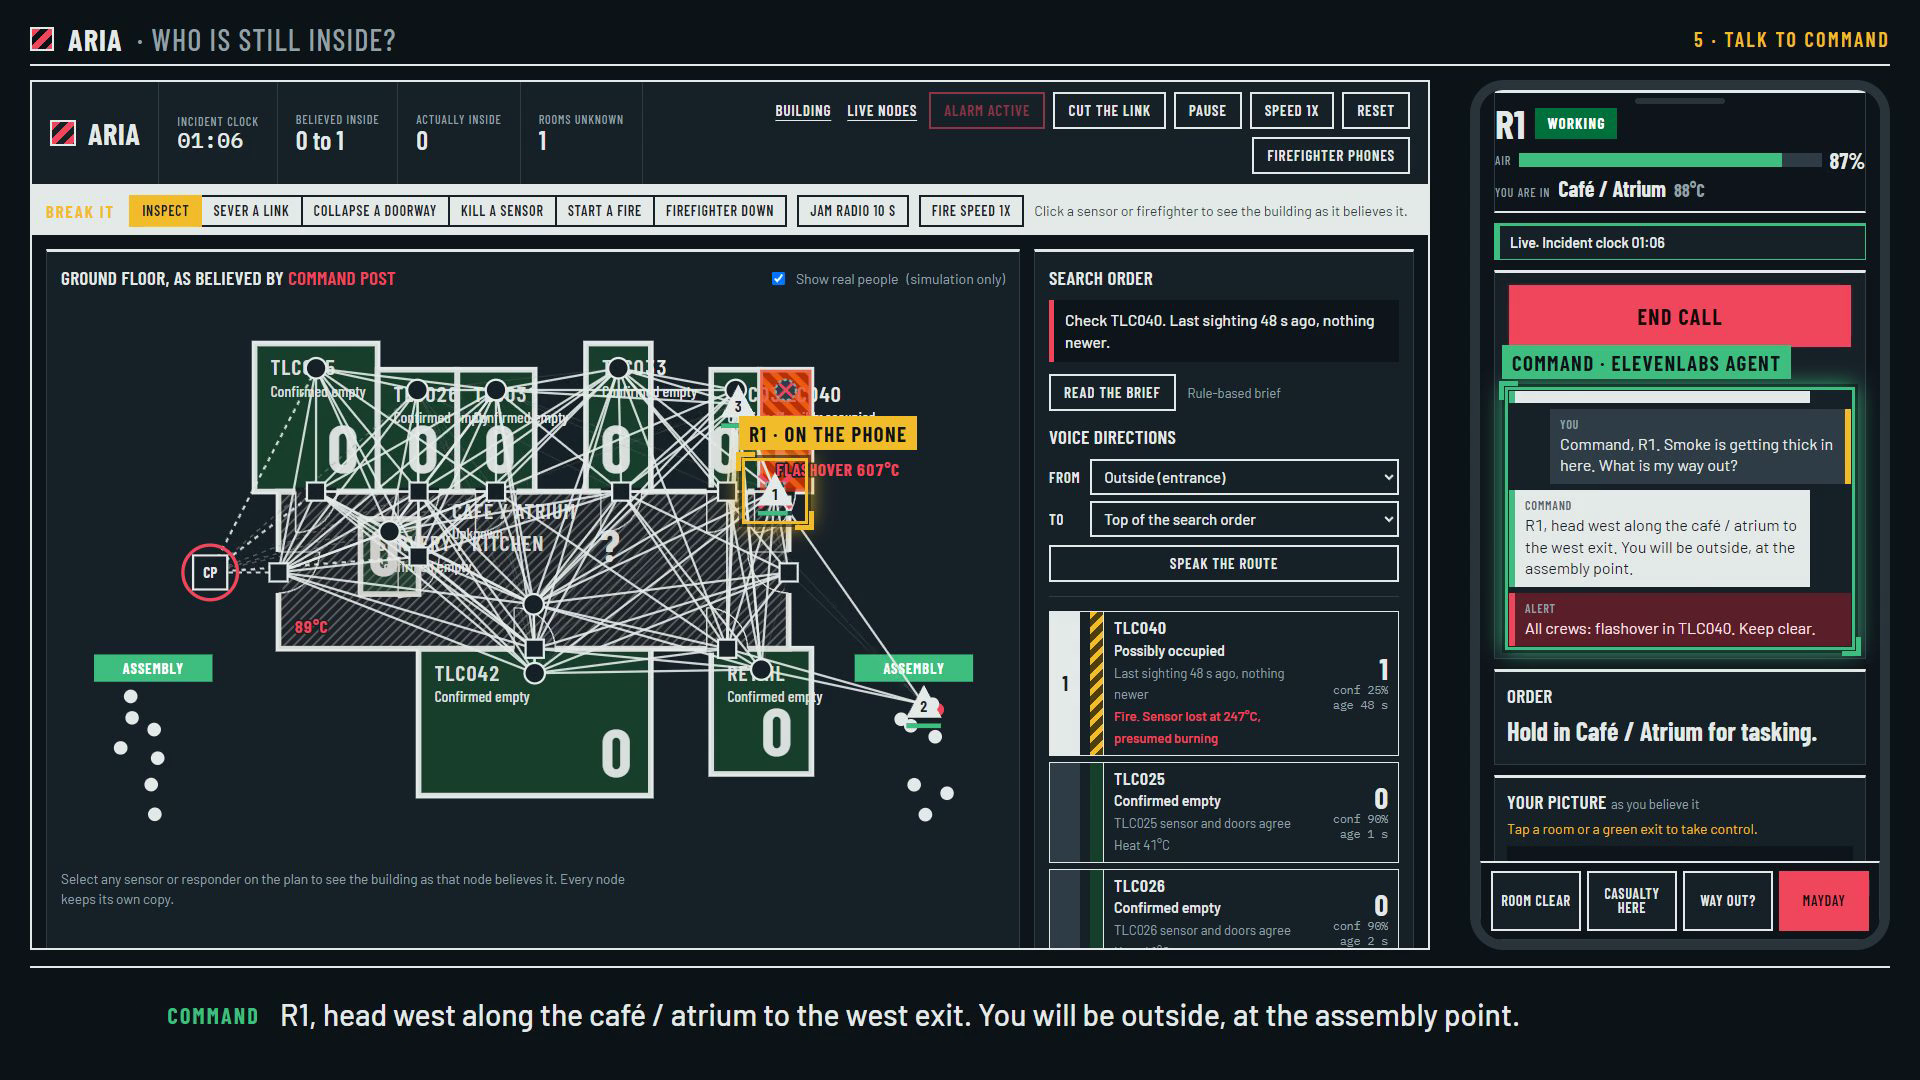 ARIA · WHO IS STILL INSIDE?
5 · TALK TO COMMAND
ARIA
INCIDENT CLOCK
01:06
BELIEVED INSIDE
0 to 1
ACTUALLY INSIDE
0
ROOMS UNKNOWN
1
BUILDING
LIVE NODES
ALARM ACTIVE
CUT THE LINK
PAUSE
SPEED 1X
RESET
FIREFIGHTER PHONES
BREAK IT
INSPECT
SEVER A LINK
COLLAPSE A DOORWAY
KILL A SENSOR
START A FIRE
FIREFIGHTER DOWN
JAM RADIO 10 S
FIRE SPEED 1X
Click a sensor or firefighter to see the building as it believes it.
GROUND FLOOR, AS BELIEVED BY COMMAND POST
Show real people (simulation only)
Confirmed empty
0
0
0
0
3
R1 · ON THE PHONE
FLASHOVER 607°C
1
CAFÉ / ATRIUM
Unknown
?
KITCHEN
CP
89°C
ASSEMBLY
TLC042
Confirmed empty
0
Confirmed empty
0
ASSEMBLY
2
Select any sensor or responder on the plan to see the building as that node believes it. Every node
keeps its own copy.
SEARCH ORDER
Check TLC040. Last sighting 48 s ago, nothing
newer.
READ THE BRIEF
Rule-based brief
VOICE DIRECTIONS
FROM
Outside (entrance)
TO
Top of the search order
SPEAK THE ROUTE
1
TLC040
Possibly occupied
Last sighting 48 s ago, nothing
newer
Fire. Sensor lost at 247°C,
presumed burning
1
conf 25%
age 48 s
TLC025
Confirmed empty
TLC025 sensor and doors agree
Heat 41°C
0
conf 90%
age 1 s
TLC026
Confirmed empty
TLC026 sensor and doors agree
0
conf 90%
age 2 s
R1
WORKING
AIR
87%
YOU ARE IN Café / Atrium 88°C
Live. Incident clock 01:06
END CALL
COMMAND · ELEVENLABS AGENT
YOU
Command, R1. Smoke is getting thick in
here. What is my way out?
COMMAND
R1, head west along the café / atrium to
the west exit. You will be outside, at the
assembly point.
ALERT
All crews: flashover in TLC040. Keep clear.
ORDER
Hold in Café / Atrium for tasking.
YOUR PICTURE as you believe it
Tap a room or a green exit to take control.
ROOM CLEAR
CASUALTY
HERE
WAY OUT?
MAYDAY
COMMAND R1, head west along the café / atrium to the west exit. You will be outside, at the assembly point.